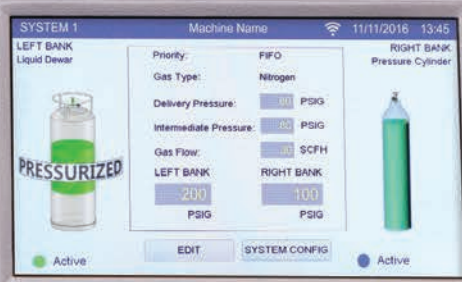 SYSTEM 1 Machine Name 11/11/2016 13:45
LEFT BANK
Liquid Dewar
RIGHT BANK
Pressure Cylinder
Priority: FIFO
Gas Type: Nitrogen
Delivery Pressure: PSIG
Intermediate Pressure: PSIG
Gas Flow: SCFH
PRESSURIZED
LEFT BANK RIGHT BANK
200 100
PSIG PSIG
EDIT SYSTEM CONFIG
Active Active